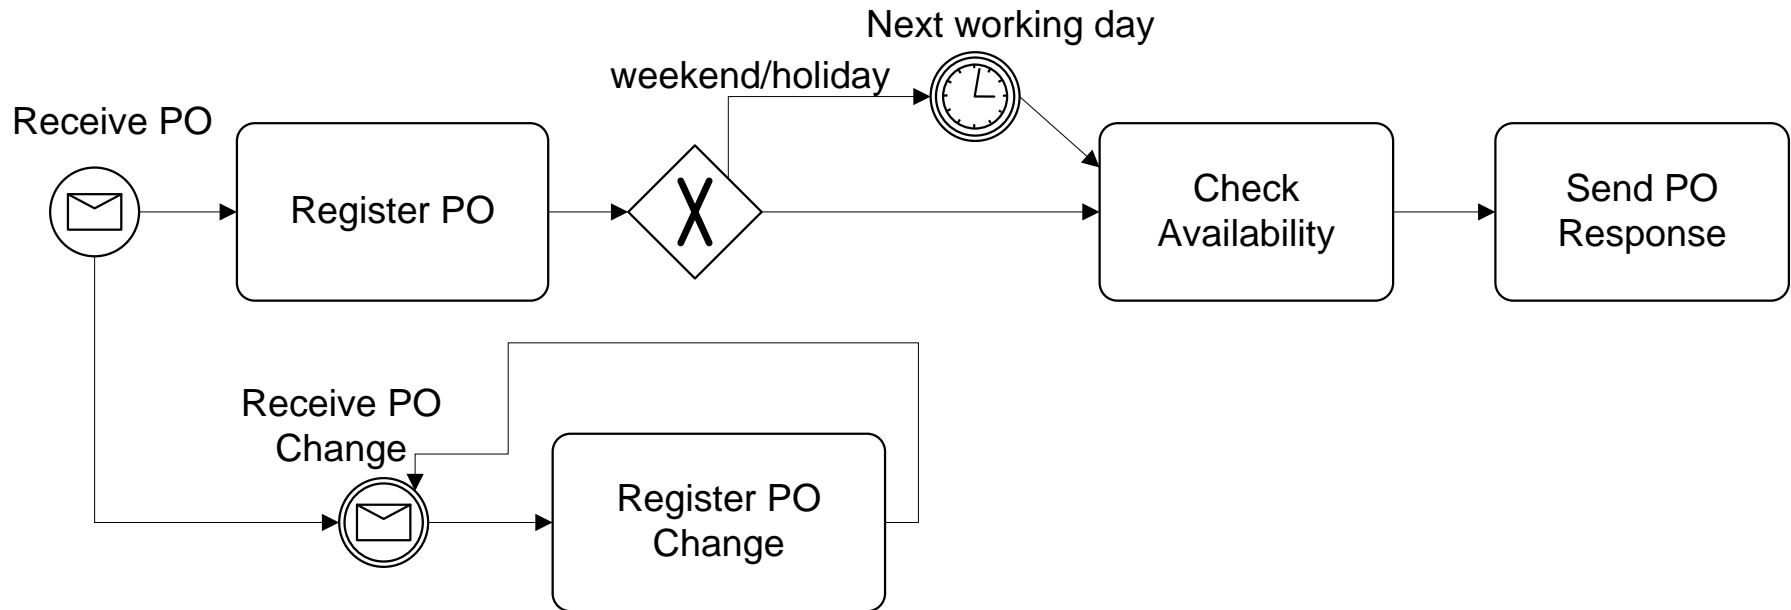 Next working day
weekend/holiday
Receive PO
Register PO
Check
Availability
Send PO
Response
Receive PO
Change
Register PO
Change